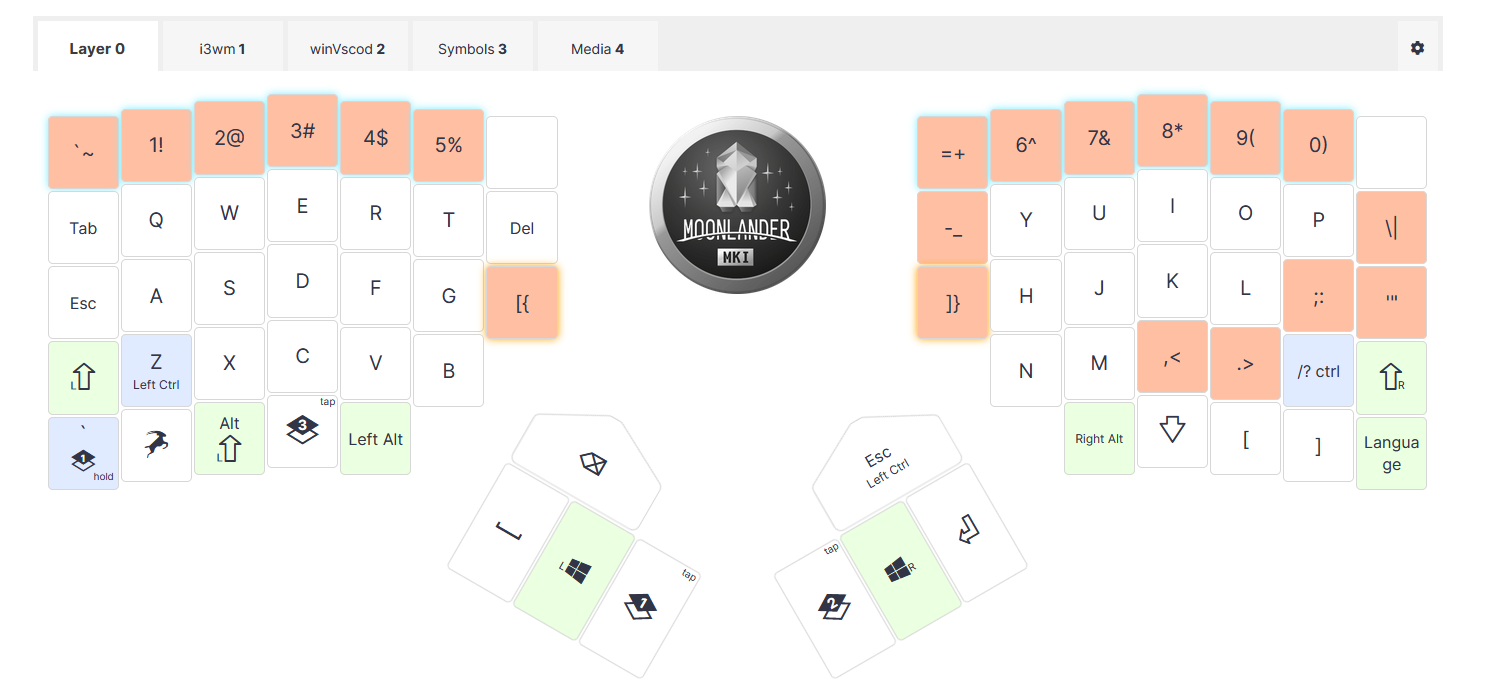 Layer 0
i3wm 1
winVscod 2
Symbols 3
Media 4
`~
1!
2@
3#
4$
5%
=+
6^
7&
8*
9(
0)
Tab
Q
W
E
R
T
Del
-_
Y
U
I
O
P
\|
Esc
A
S
D
F
G
[{
]}
H
J
K
L
;:
'"
L
Z
Left Ctrl
X
C
V
B
N
M
,<
.>
/? ctrl
R
`
1
hold
Alt
L
tap
3
Left Alt
Right Alt
[
]
Langua
ge
MOONLANDER
MKI
Esc
Left Ctrl
L
tap
1
tap
2
R